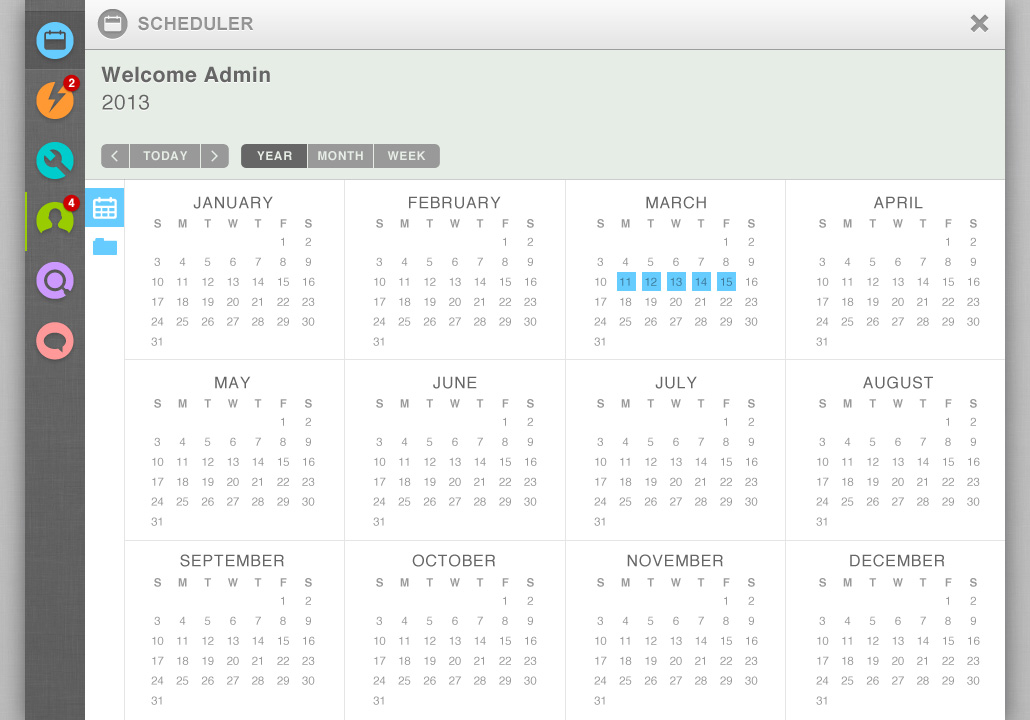 SCHEDULER
Welcome Admin
2013
TODAY YEAR MONTH WEEK
2
4
JANUARY FEBRUARY MARCH APRIL
S M T W T F S S M T W T F S S M T W T F S S M T W T F S
1 2 1 2 1 2 1 2
3 4 5 6 7 8 9 3 4 5 6 7 8 9 3 4 5 6 7 8 9 3 4 5 6 7 8 9
10 11 12 13 14 15 16 10 11 12 13 14 15 16 10 11 12 13 14 15 16 10 11 12 13 14 15 16
17 18 19 20 21 22 23 17 18 19 20 21 22 23 17 18 19 20 21 22 23 17 18 19 20 21 22 23
24 25 26 27 28 29 30 24 25 26 27 28 29 30 24 25 26 27 28 29 30 24 25 26 27 28 29 30
31 31 31 31
MAY JUNE JULY AUGUST
S M T W T F S S M T W T F S S M T W T F S S M T W T F S
1 2 1 2 1 2 1 2
3 4 5 6 7 8 9 3 4 5 6 7 8 9 3 4 5 6 7 8 9 3 4 5 6 7 8 9
10 11 12 13 14 15 16 10 11 12 13 14 15 16 10 11 12 13 14 15 16 10 11 12 13 14 15 16
17 18 19 20 21 22 23 17 18 19 20 21 22 23 17 18 19 20 21 22 23 17 18 19 20 21 22 23
24 25 26 27 28 29 30 24 25 26 27 28 29 30 24 25 26 27 28 29 30 24 25 26 27 28 29 30
31 31 31 31
SEPTEMBER OCTOBER NOVEMBER DECEMBER
S M T W T F S S M T W T F S S M T W T F S S M T W T F S
1 2 1 2 1 2 1 2
3 4 5 6 7 8 9 3 4 5 6 7 8 9 3 4 5 6 7 8 9 3 4 5 6 7 8 9
10 11 12 13 14 15 16 10 11 12 13 14 15 16 10 11 12 13 14 15 16 10 11 12 13 14 15 16
17 18 19 20 21 22 23 17 18 19 20 21 22 23 17 18 19 20 21 22 23 17 18 19 20 21 22 23
24 25 26 27 28 29 30 24 25 26 27 28 29 30 24 25 26 27 28 29 30 24 25 26 27 28 29 30
31 31 31 31